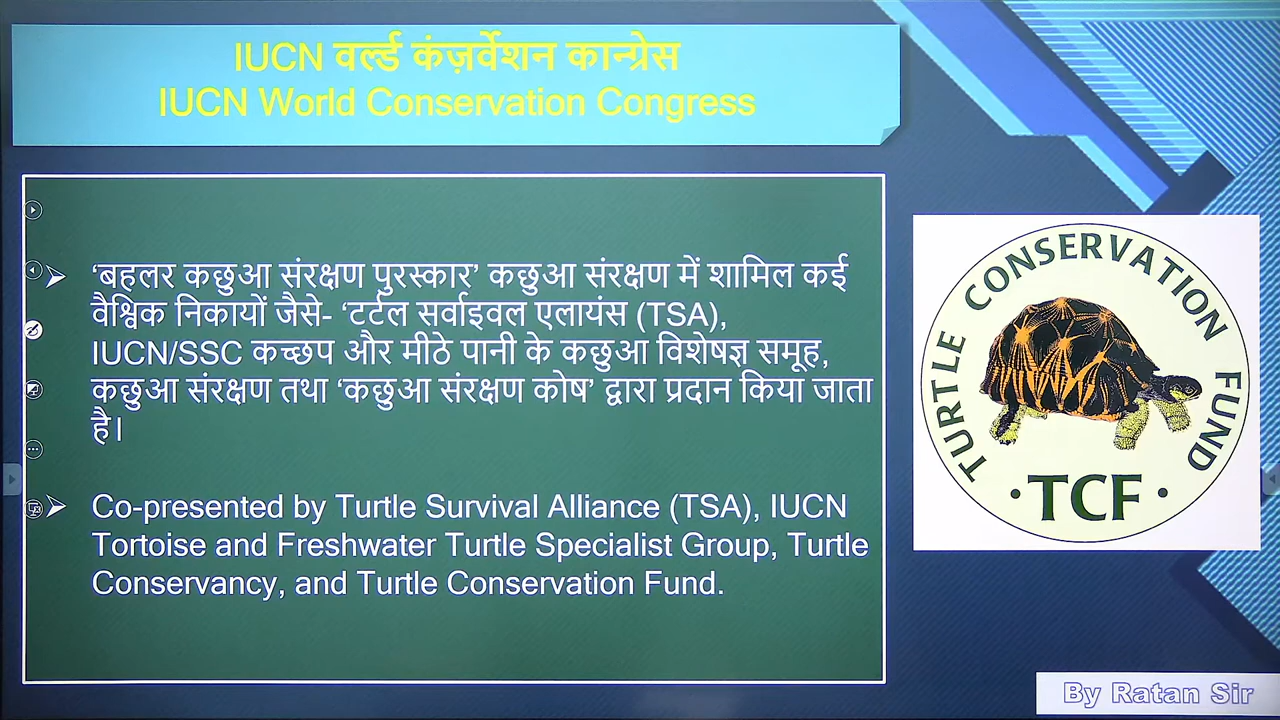 IUCN वर्ल्ड कंज़र्वेशन कान्ग्रेस
IUCN World Conservation Congress
➢ ‘बहलर कछुआ संरक्षण पुरस्कार’ कछुआ संरक्षण में शामिल कई
वैश्विक निकायों जैसे- ‘टर्टल सर्वाइवल एलायंस (TSA),
IUCN/SSC कच्छप और मीठे पानी के कछुआ विशेषज्ञ समूह,
कछुआ संरक्षण तथा ‘कछुआ संरक्षण कोष’ द्वारा प्रदान किया जाता
है।
➢ Co-presented by Turtle Survival Alliance (TSA), IUCN
Tortoise and Freshwater Turtle Specialist Group, Turtle
Conservancy, and Turtle Conservation Fund.
TURTLE CONSERVATION FUND
·TCF·
By Ratan Sir